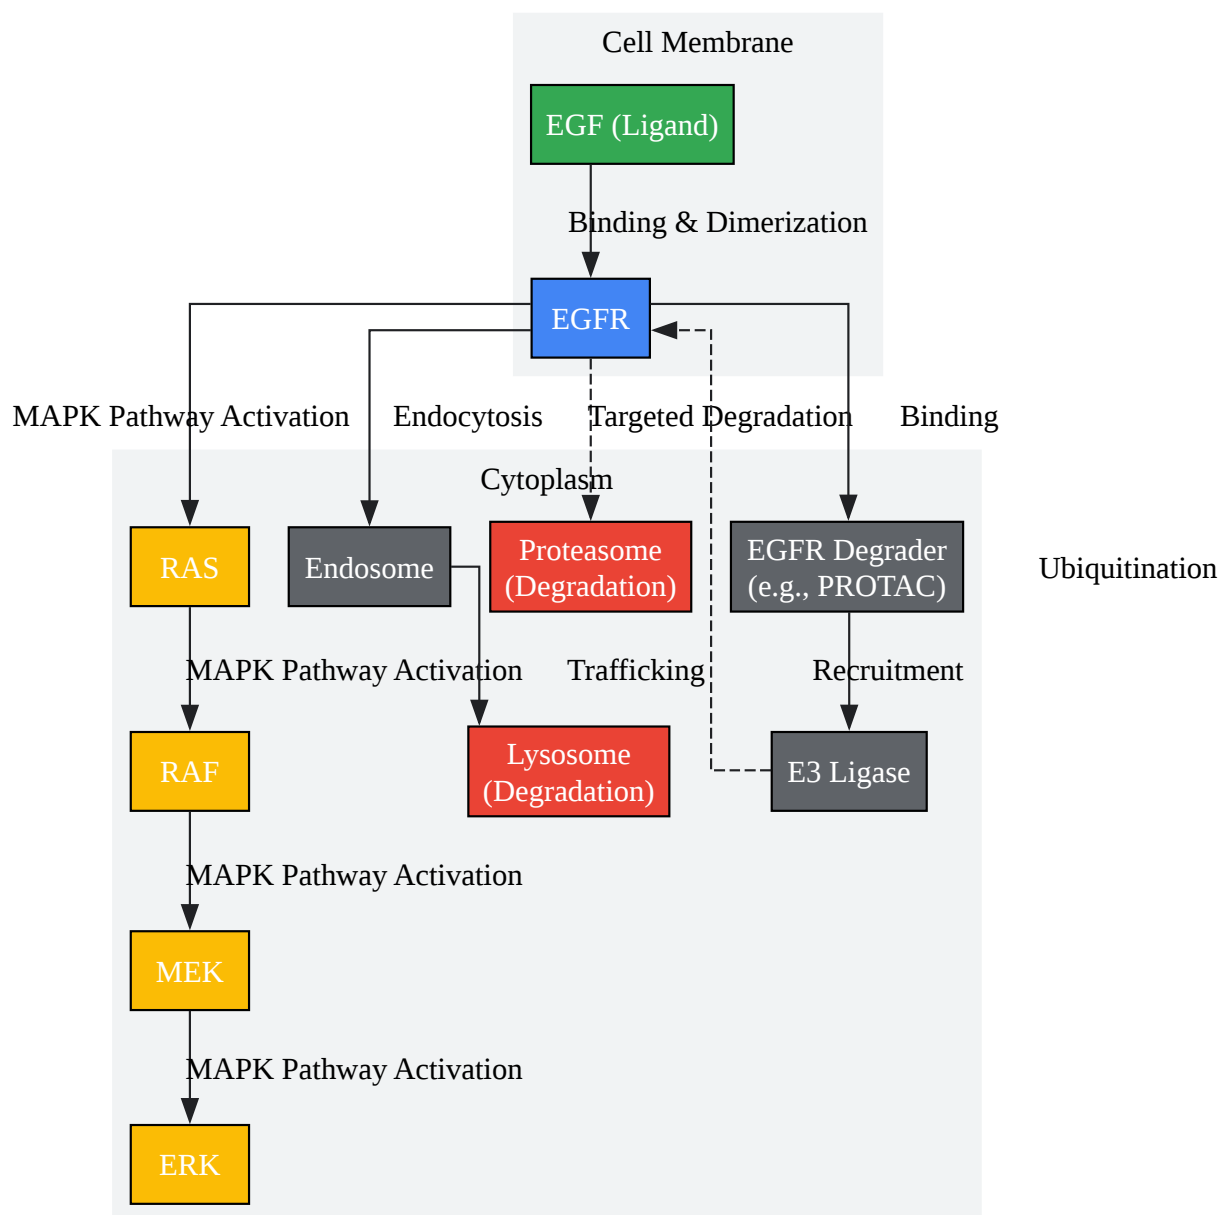 Cell Membrane
EGF (Ligand)
Binding & Dimerization
EGFR
MAPK Pathway Activation
Endocytosis
Targeted Degradation
Binding
Cytoplasm
RAS
Endosome
Proteasome
(Degradation)
EGFR Degrader
(e.g., PROTAC)
Ubiquitination
MAPK Pathway Activation
Trafficking
Recruitment
RAF
Lysosome
(Degradation)
E3 Ligase
MAPK Pathway Activation
MEK
MAPK Pathway Activation
ERK